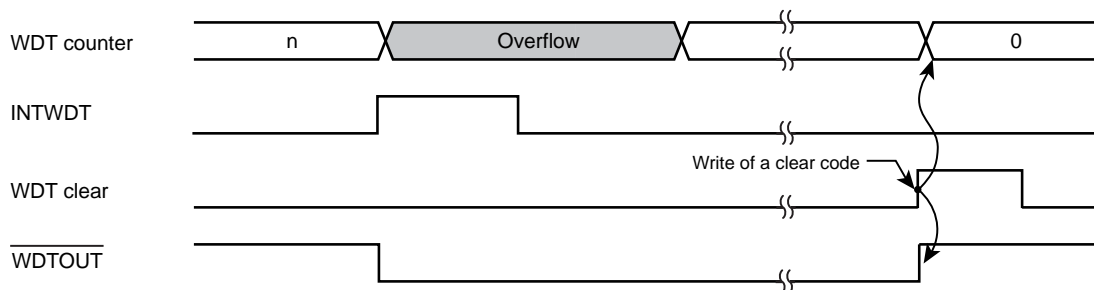 WDT counter n Overflow 0
INTWDT
Write of a clear code
WDT clear
WDTOUT